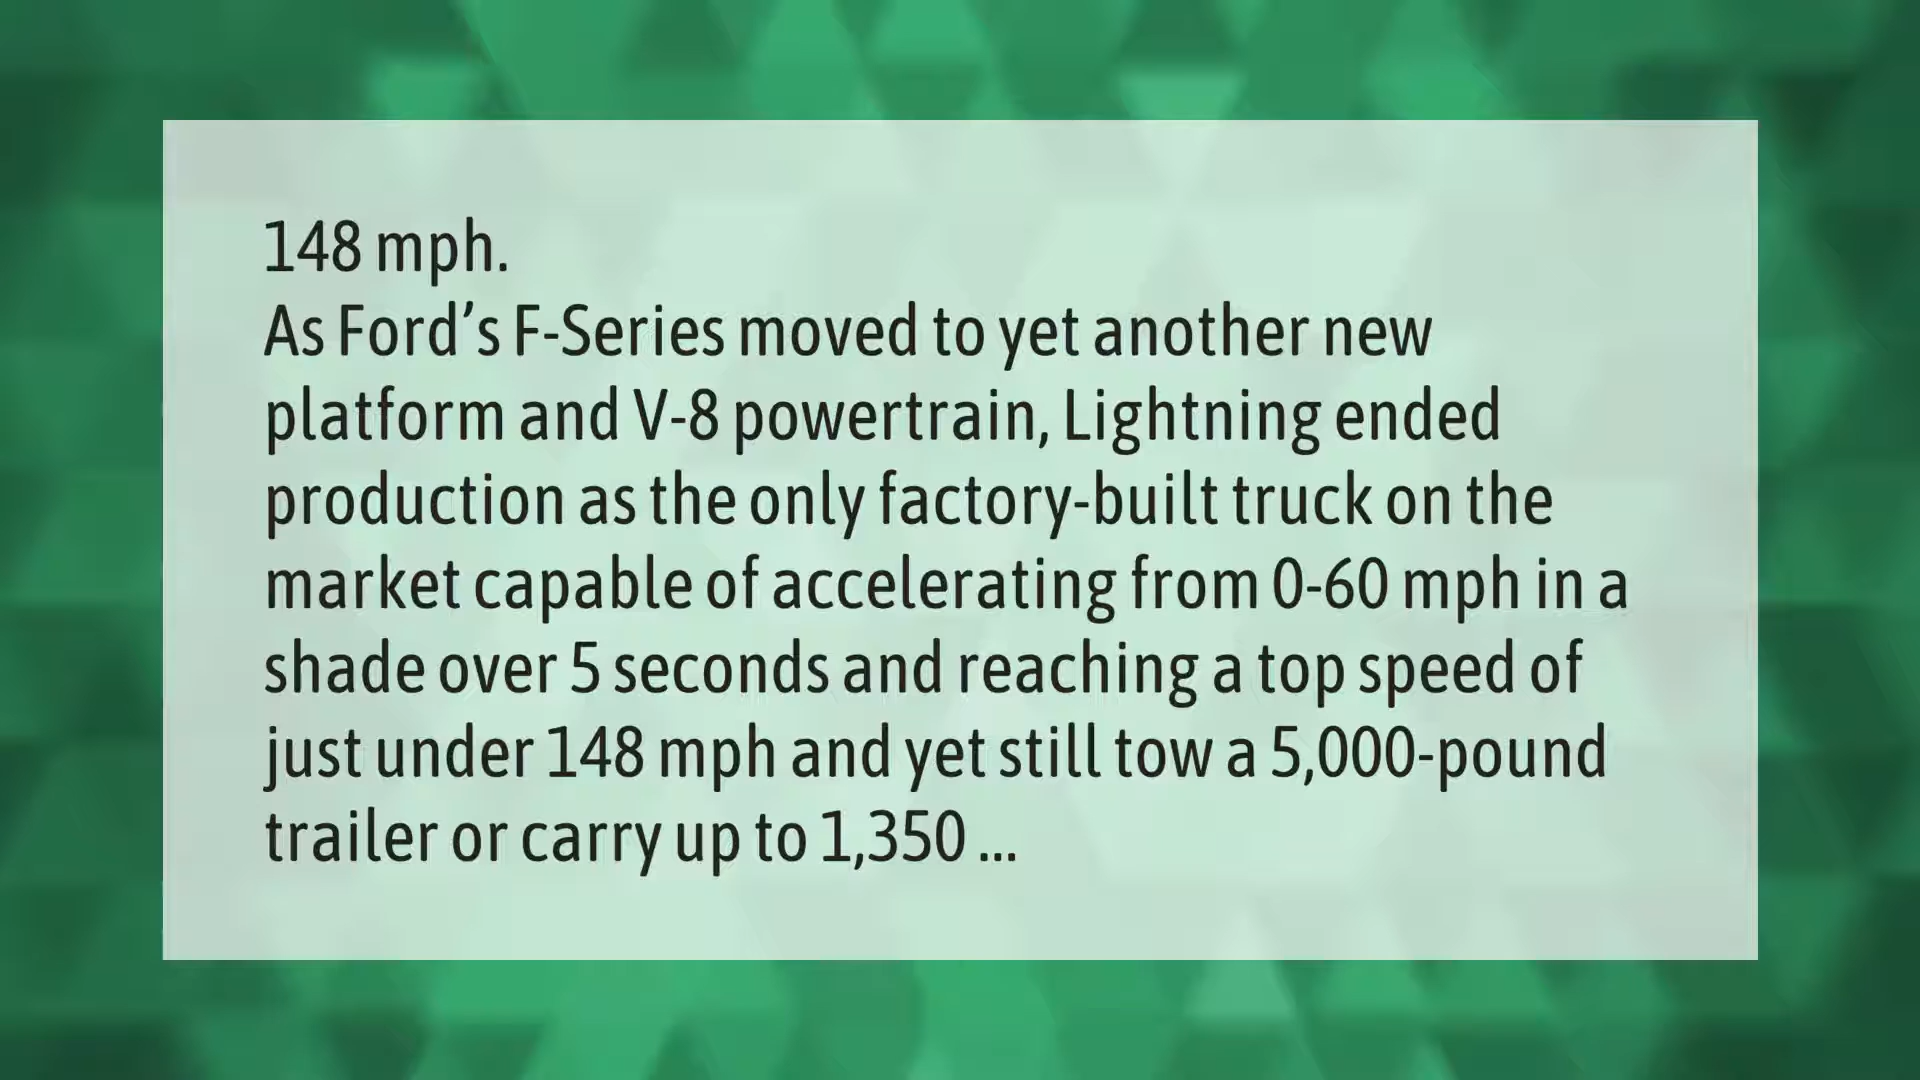 148 mph.
As Ford’s F-Series moved to yet another new
platform and V-8 powertrain, Lightning ended
production as the only factory-built truck on the
market capable of accelerating from 0-60 mph in a
shade over 5 seconds and reaching a top speed of
just under 148 mph and yet still tow a 5,000-pound
trailer or carry up to 1,350 ...